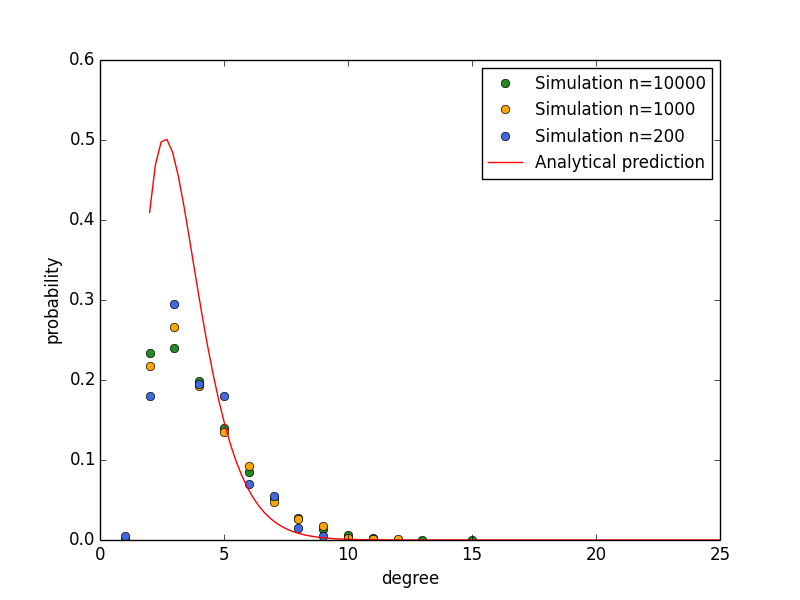 0.6
0.5
0.4
0.3
0.2
0.1
0.0
probability
0 5 10 15 20 25
degree
Simulation n=10000
Simulation n=1000
Simulation n=200
Analytical prediction